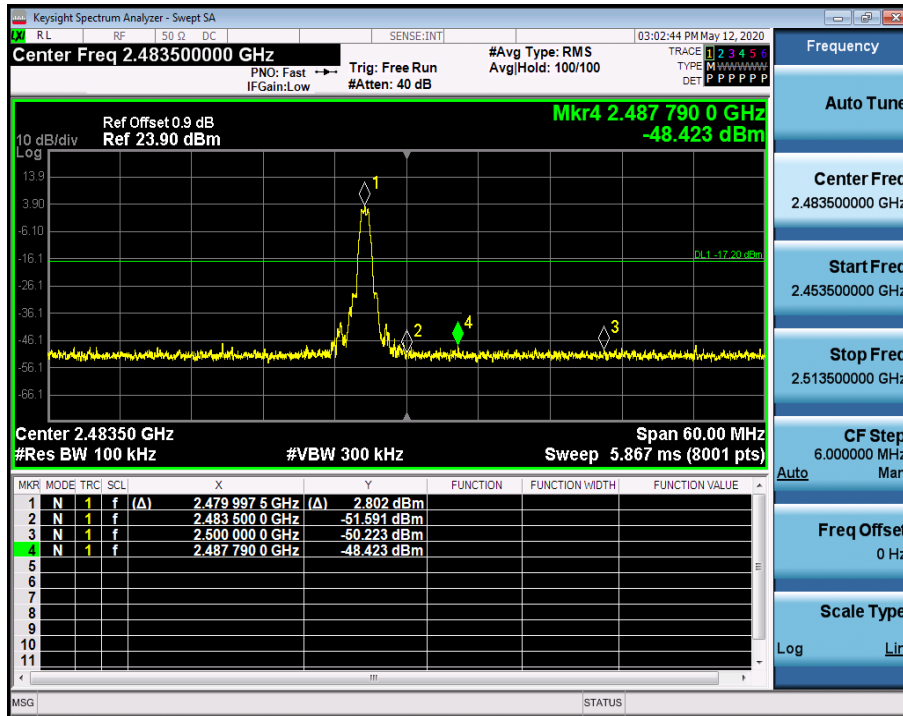 Keysight Spectrum Analyzer - Swept SA
LXI RL RF 50 Ω DC SENSE:INT 03:02:44 PM May 12, 2020
Center Freq 2.483500000 GHz
PNO: Fast
IFGain:Low
Trig: Free Run
#Atten: 40 dB
#Avg Type: RMS
Avg|Hold: 100/100
TRACE 1 2 3 4 5 6
TYPE M WWWWW
DET P P P P P P
Mkr4 2.487 790 0 GHz
-48.423 dBm
Ref Offset 0.9 dB
10 dB/div Ref 23.90 dBm
Log
13.9
3.90
-6.10
-16.1
-26.1
-36.1
-46.1
-56.1
-66.1
1
DL1 -17.20 dBm
2
4
3
Center 2.48350 GHz Span 60.00 MHz
#Res BW 100 kHz #VBW 300 kHz Sweep 5.867 ms (8001 pts)
MKR MODE TRC SCL X Y FUNCTION FUNCTION WIDTH FUNCTION VALUE
1 N 1 f (Δ) 2.479 997 5 GHz (Δ) 2.802 dBm
2 N 1 f 2.483 500 0 GHz -51.591 dBm
3 N 1 f 2.500 000 0 GHz -50.223 dBm
4 N 1 f 2.487 790 0 GHz -48.423 dBm
5
6
7
8
9
10
11
MSG STATUS
Frequency
Auto Tune
Center Freq
2.483500000 GHz
Start Freq
2.453500000 GHz
Stop Freq
2.513500000 GHz
CF Step
6.000000 MHz
Auto Man
Freq Offset
0 Hz
Scale Type
Log Lin